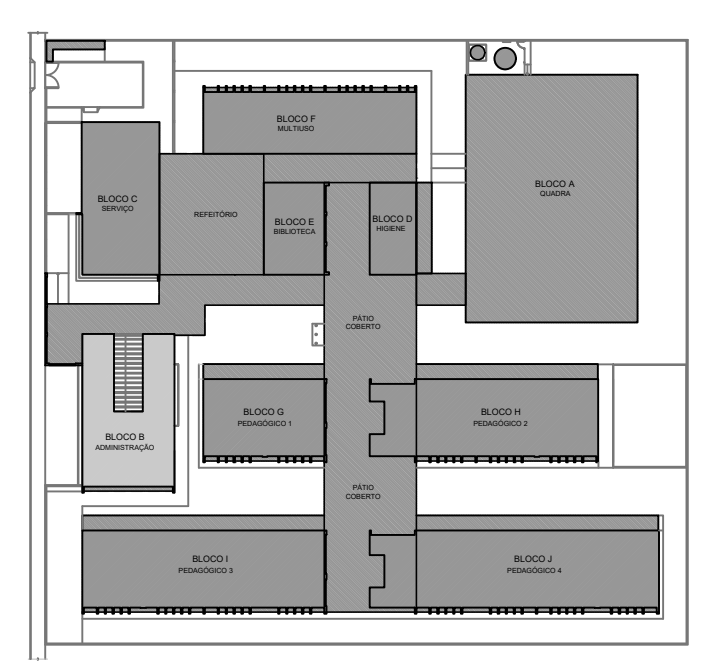 BLOCO F
MULTIUSO
BLOCO A
QUADRA
BLOCO C
SERVIÇO
REFEITÓRIO
BLOCO E
BIBLIOTECA
BLOCO D
HIGIENE
PÁTIO
COBERTO
BLOCO B
ADMINISTRAÇÃO
BLOCO G
PEDAGÓGICO 1
BLOCO H
PEDAGÓGICO 2
PÁTIO
COBERTO
BLOCO I
PEDAGÓGICO 3
BLOCO J
PEDAGÓGICO 4